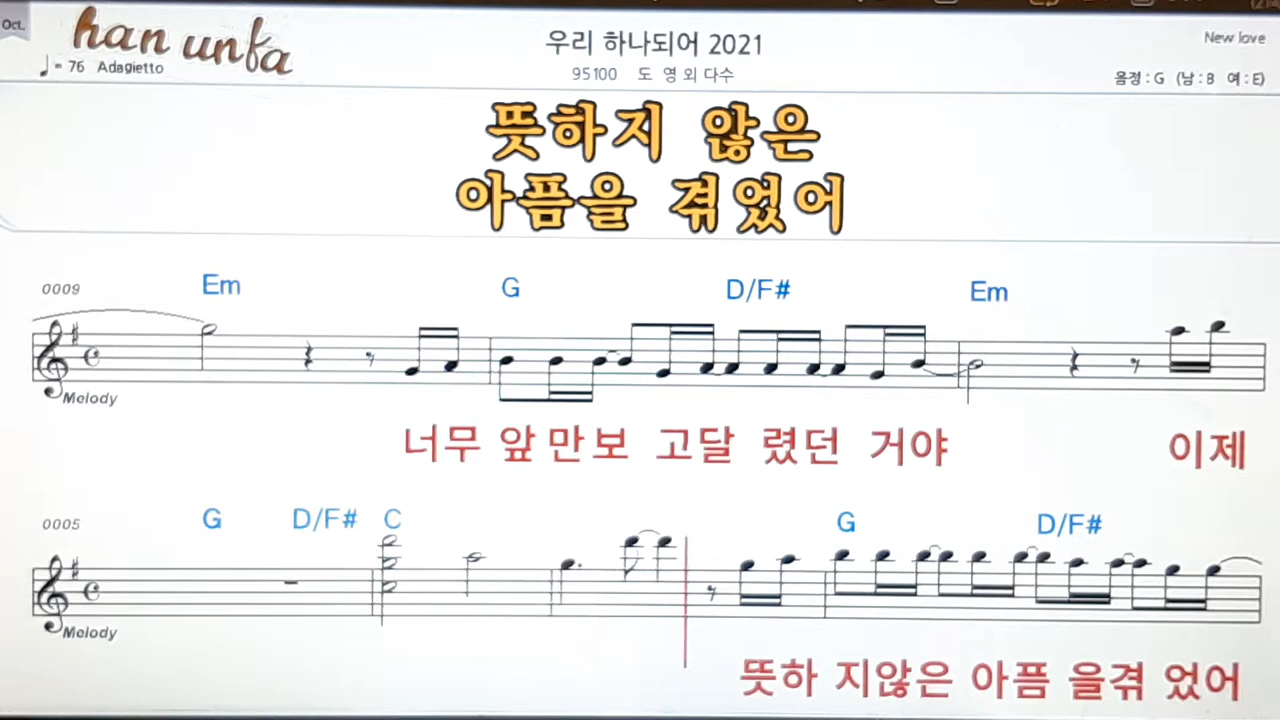 Oct.
han unfa
♩= 76 Adagietto
우리 하나되어 2021
95100 도 영 외 다수
New love
음정 : G (남 : B 여 : E)
뜻하지 않은
아픔을 겪었어
0009
Em G D/F# Em
Melody
너무 앞만보 고달 렸던 거야 이제
0005
G D/F# C G D/F#
Melody
뜻하 지않은 아픔 을겪 었어